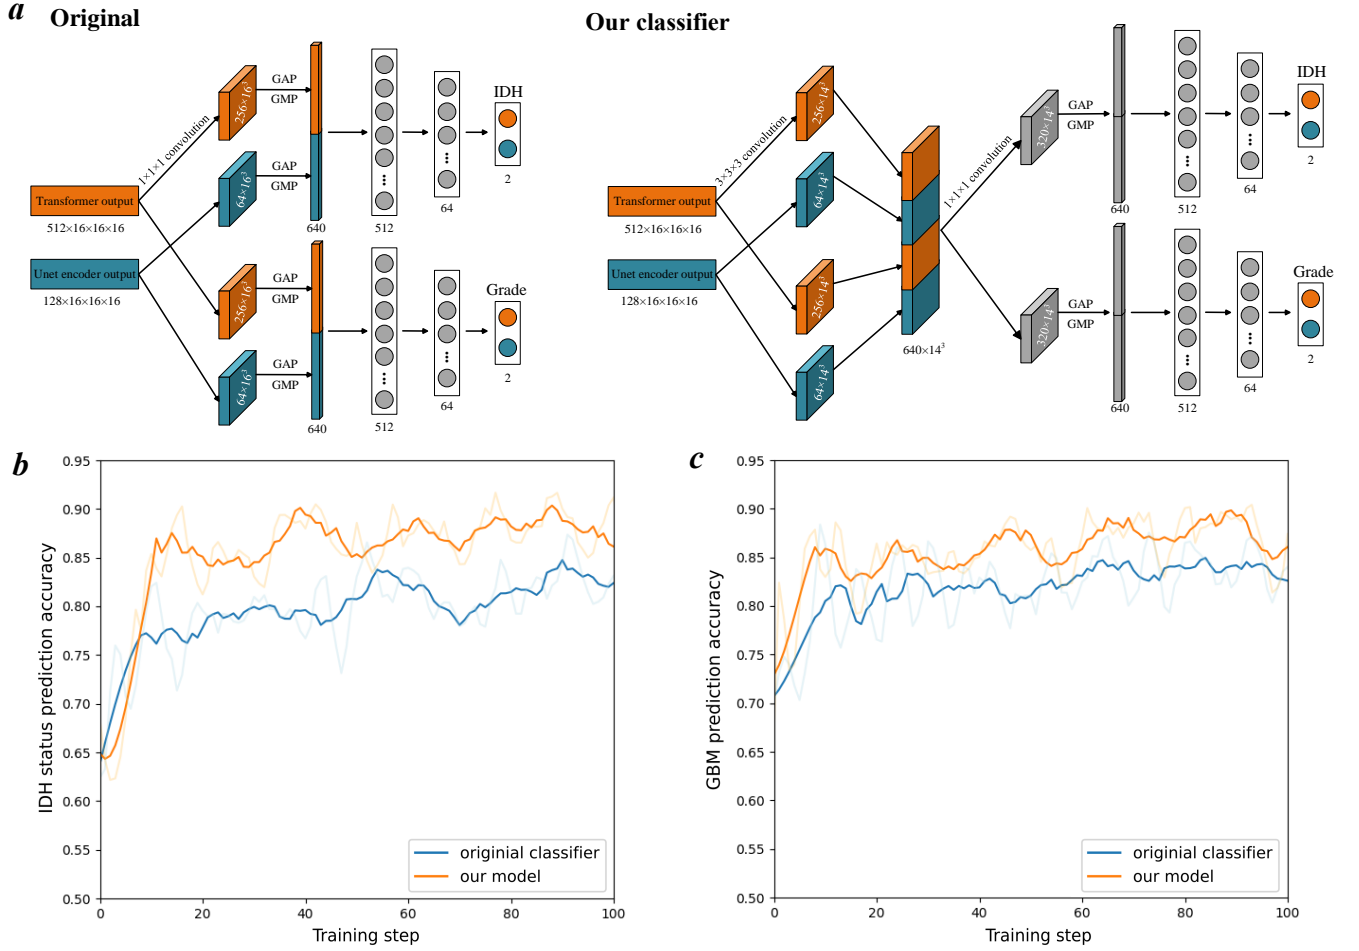 a
Original
Our classifier
Transformer output
512×16×16×16
Unet encoder output
128×16×16×16
1×1×1 convolution
256×16³
64×16³
256×16³
64×16³
GAP
GMP
GAP
GMP
GAP
GMP
GAP
GMP
640
512
64
IDH
2
640
512
64
Grade
2
Transformer output
512×16×16×16
Unet encoder output
128×16×16×16
3×3×3 convolution
256×14³
64×14³
256×14³
64×14³
640×14³
1×1×1 convolution
320×14³
320×14³
GAP
GMP
GAP
GMP
640
512
64
IDH
2
640
512
64
Grade
2
b
IDH status prediction accuracy
0.95
0.90
0.85
0.80
0.75
0.70
0.65
0.60
0.55
0.50
0 20 40 60 80 100
Training step
originial classifier
our model
c
GBM prediction accuracy
0.95
0.90
0.85
0.80
0.75
0.70
0.65
0.60
0.55
0.50
0 20 40 60 80 100
Training step
originial classifier
our model